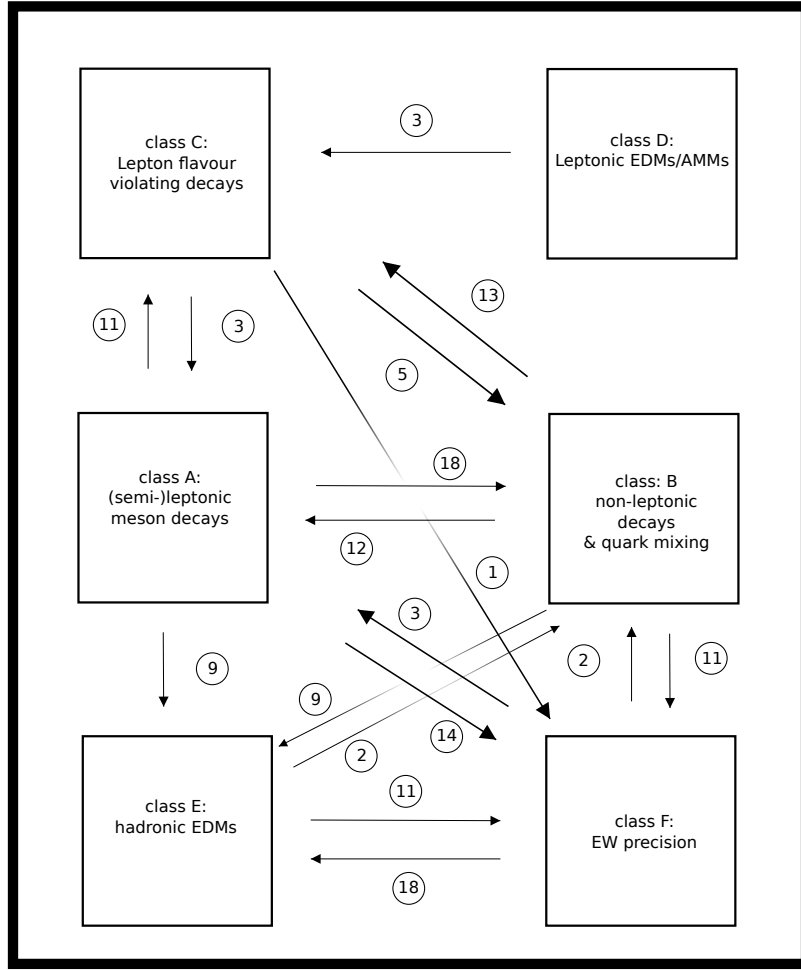 3
class C:
Lepton flavour
violating decays
class D:
Leptonic EDMs/AMMs
13
11
3
5
18
class A:
(semi-)leptonic
meson decays
class: B
non-leptonic
decays
& quark mixing
12
1
3
9
2
11
9
14
2
11
class E:
hadronic EDMs
class F:
EW precision
18